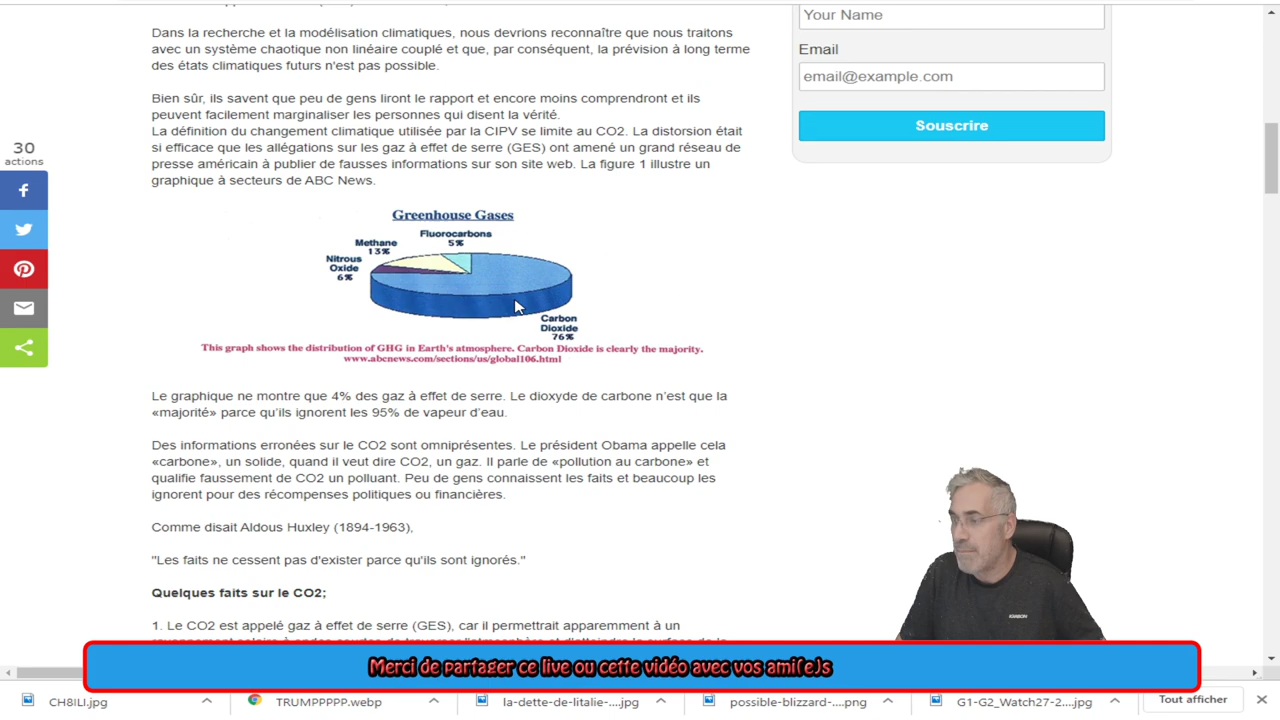 Your Name
Dans la recherche et la modélisation climatiques, nous devrions reconnaître que nous traitons
avec un système chaotique non linéaire couplé et que, par conséquent, la prévision à long terme
des états climatiques futurs n'est pas possible.
Email
email@example.com
Souscrire
Bien sûr, ils savent que peu de gens liront le rapport et encore moins comprendront et ils
peuvent facilement marginaliser les personnes qui disent la vérité.
La définition du changement climatique utilisée par la CIPV se limite au CO2. La distorsion était
si efficace que les allégations sur les gaz à effet de serre (GES) ont amené un grand réseau de
presse américain à publier de fausses informations sur son site web. La figure 1 illustre un
graphique à secteurs de ABC News.
30
actions
Greenhouse Gases
Fluorocarbons
5%
Methane
13%
Nitrous
Oxide
6%
Carbon
Dioxide
76%
This graph shows the distribution of GHG in Earth's atmosphere. Carbon Dioxide is clearly the majority.
www.abcnews.com/sections/us/global106.html
Le graphique ne montre que 4% des gaz à effet de serre. Le dioxyde de carbone n'est que la
«majorité» parce qu'ils ignorent les 95% de vapeur d'eau.
Des informations erronées sur le CO2 sont omniprésentes. Le président Obama appelle cela
«carbone», un solide, quand il veut dire CO2, un gaz. Il parle de «pollution au carbone» et
qualifie faussement de CO2 un polluant. Peu de gens connaissent les faits et beaucoup les
ignorent pour des récompenses politiques ou financières.
Comme disait Aldous Huxley (1894-1963),
"Les faits ne cessent pas d'exister parce qu'ils sont ignorés."
Quelques faits sur le CO2;
1. Le CO2 est appelé gaz à effet de serre (GES), car il permettrait apparemment à un
Merci de partager ce live ou cette vidéo avec vos ami(e)s
CH8ILI.jpg
TRUMPPPPP.webp
la-dette-de-litalie-....jpg
possible-blizzard-....png
G1-G2_Watch27-2....jpg
Tout afficher